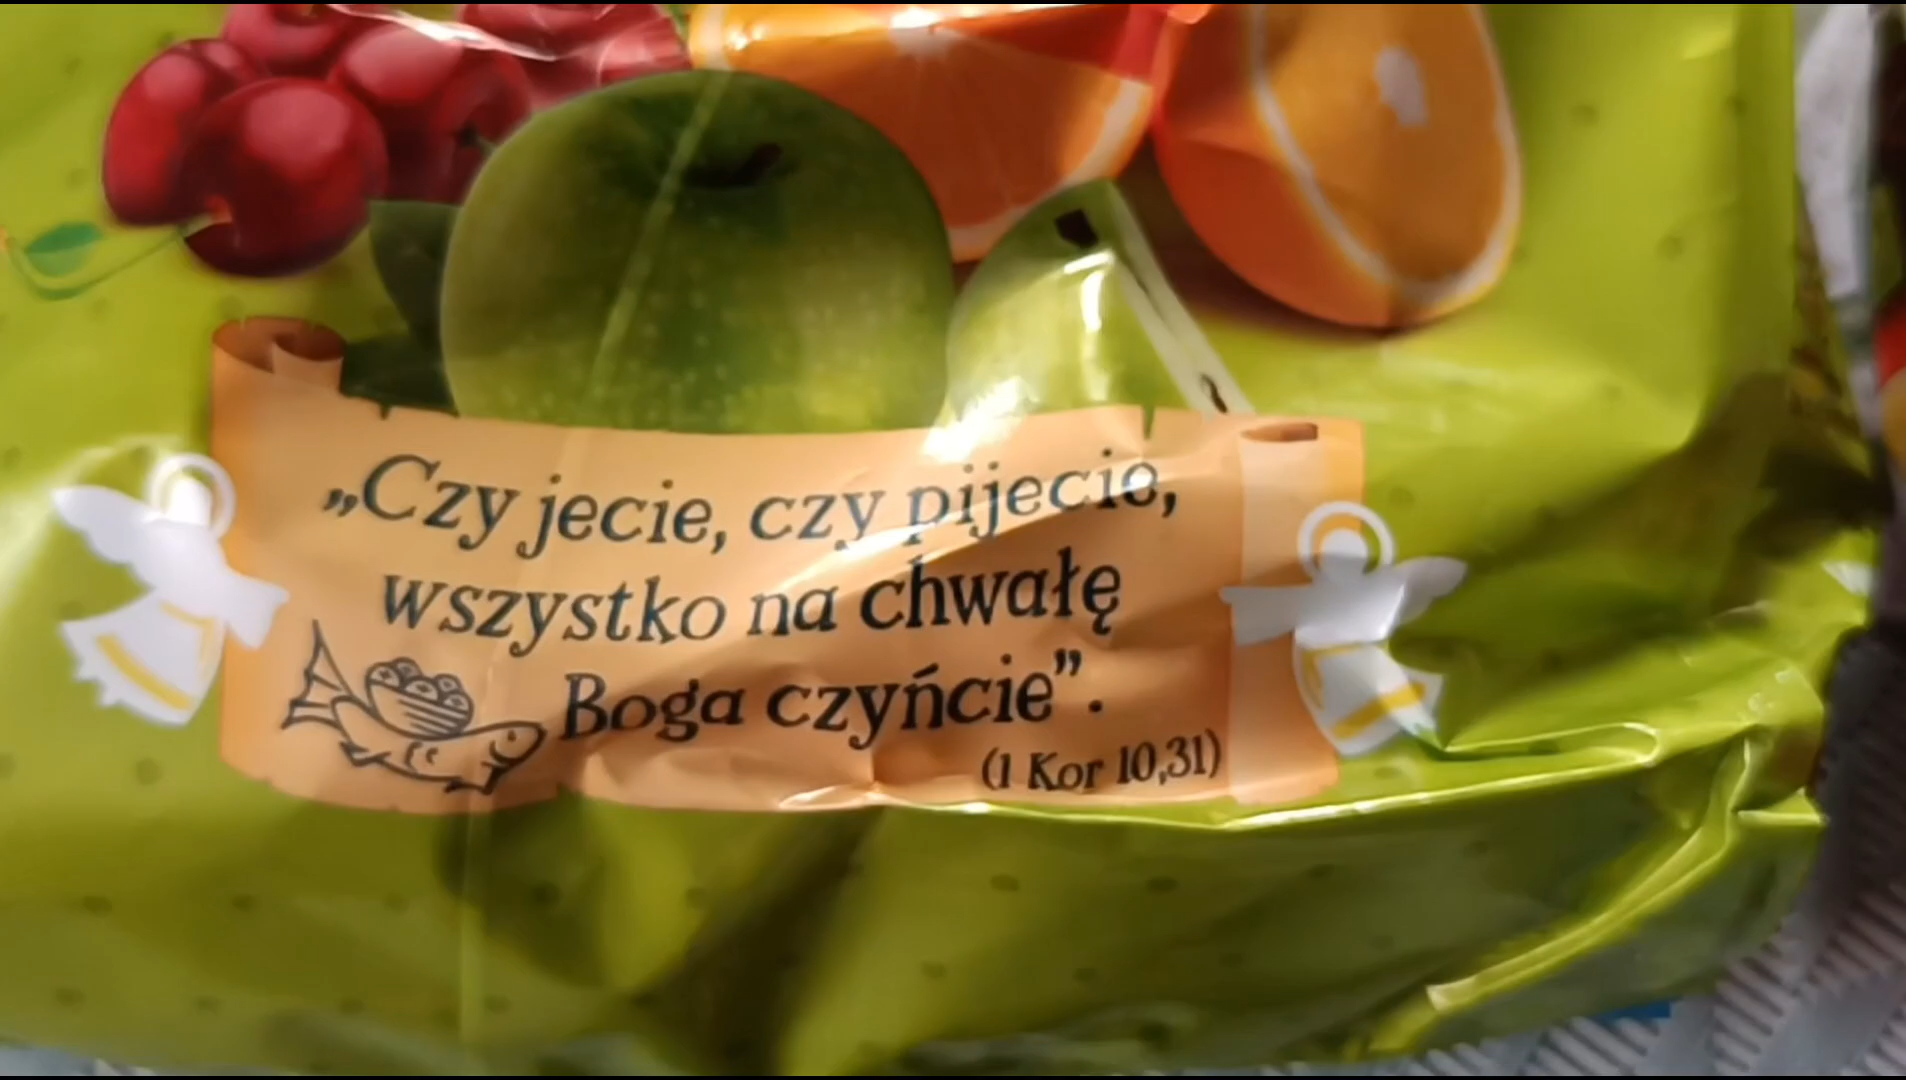 „Czy jecie, czy pijecie,
wszystko na chwałę
Boga czyńcie”.
(1 Kor 10,31)